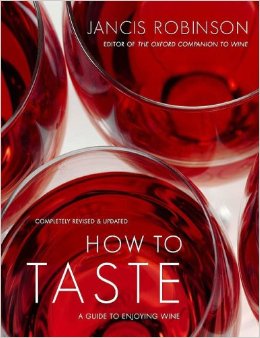 JANCIS ROBINSON
EDITOR OF THE OXFORD COMPANION TO WINE
COMPLETELY REVISED & UPDATED
HOW TO
TASTE
A GUIDE TO ENJOYING WINE